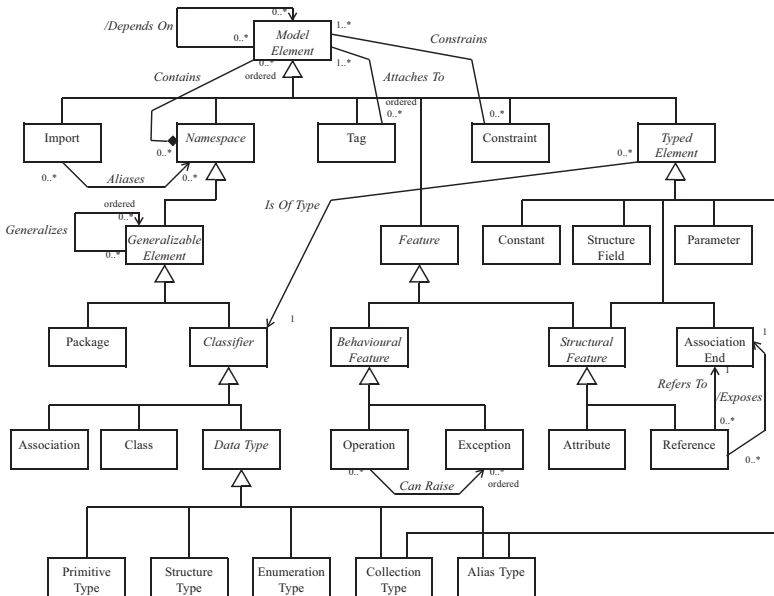 /Depends On
0..*
1..*
Model
Element
Constrains
0..*
0..*
1..*
ordered
Contains
Attaches To
ordered
0..*
0..*
Import
Namespace
Tag
Constraint
Typed
Element
0..*
0..*
0..*
Aliases
0..*
Is Of Type
ordered
0..*
Generalizes
Generalizable
Element
0..*
Feature
Constant
Structure
Field
Parameter
1
1
Package
Classifier
Behavioural
Feature
Structural
Feature
Association
End
1
Refers To
/Exposes
0..*
Association
Class
Data Type
Operation
Exception
Attribute
Reference
0..*
0..*
0..*
Can Raise
ordered
Primitive
Type
Structure
Type
Enumeration
Type
Collection
Type
Alias Type